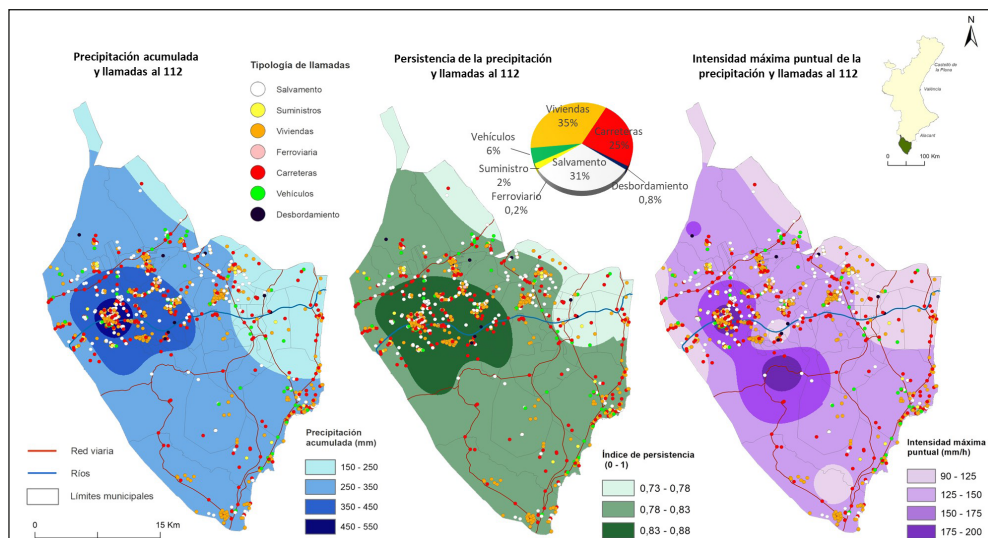 Precipitación acumulada
y llamadas al 112
Tipologia de llamadas
Salvamento
Suministros
Viviendas
Ferroviaria
Carreteras
Vehículos
Desbordamiento
Red viaria
Ríos
Límites municipales
0
15 Km
Precipitación
acumulada (mm)
150 - 250
250 - 350
350 - 450
450 - 550
Persistencia de la precipitación
y llamadas al 112
Viviendas
35%
Carreteras
25%
Vehículos
6%
Salvamento
31%
Suministro
2%
Desbordamiento
0,8%
Ferroviario
0,2%
Índice de persistencia
(0 - 1)
0,73 - 0,78
0,78 - 0,83
0,83 - 0,88
Intensidad máxima puntual de la
precipitación y llamadas al 112
N
Castelló de
la Plana
València
Alacant
0
100 Km
Intensidad máxima
puntual
(mm/h)
90 - 125
125 - 150
150 - 175
175 - 200